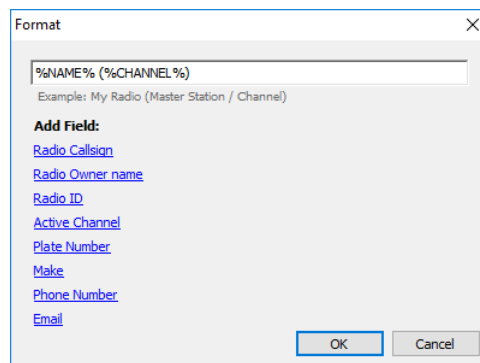 Format
%NAME% (%CHANNEL%)
Example: My Radio (Master Station / Channel)
Add Field:
Radio Callsign
Radio Owner name
Radio ID
Active Channel
Plate Number
Make
Phone Number
Email
OK Cancel